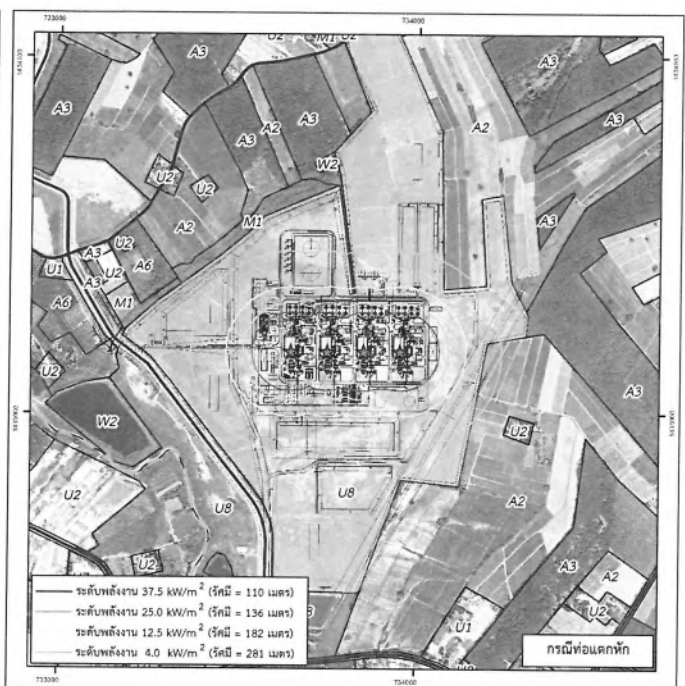 733000
734000
U2
M1
U2
A3
A3
A3
A3
A2
A3
A3
A2
A3
W2
U2
U2
A2
M1
A3
U1
A3
U2
U2
A6
A3
A6
M1
U2
W2
A3
U2
U2
U8
A2
U8
U2
A3
A2
U2
U1
ระดับพลังงาน 37.5 kW/m² (รัศมี = 110 เมตร)
ระดับพลังงาน 25.0 kW/m² (รัศมี = 136 เมตร)
ระดับพลังงาน 12.5 kW/m² (รัศมี = 182 เมตร)
ระดับพลังงาน 4.0 kW/m² (รัศมี = 281 เมตร)
กรณีท่อแตกหัก
733000
734000